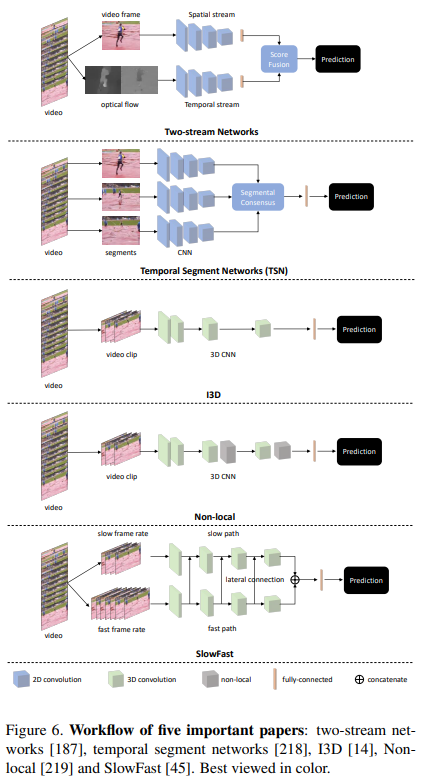 video frame
Spatial stream
Score
Fusion
Prediction
video
optical flow
Temporal stream
Two-stream Networks
Segmental
Consensus
Prediction
video
segments
CNN
Temporal Segment Networks (TSN)
Prediction
video clip
3D CNN
video
I3D
Prediction
video clip
3D CNN
video
Non-local
slow frame rate
slow path
lateral connection
Prediction
fast frame rate
fast path
video
SlowFast
2D convolution
3D convolution
non-local
fully-connected
concatenate
Figure 6. Workflow of five important papers: two-stream net-
works [187], temporal segment networks [218], I3D [14], Non-
local [219] and SlowFast [45]. Best viewed in color.